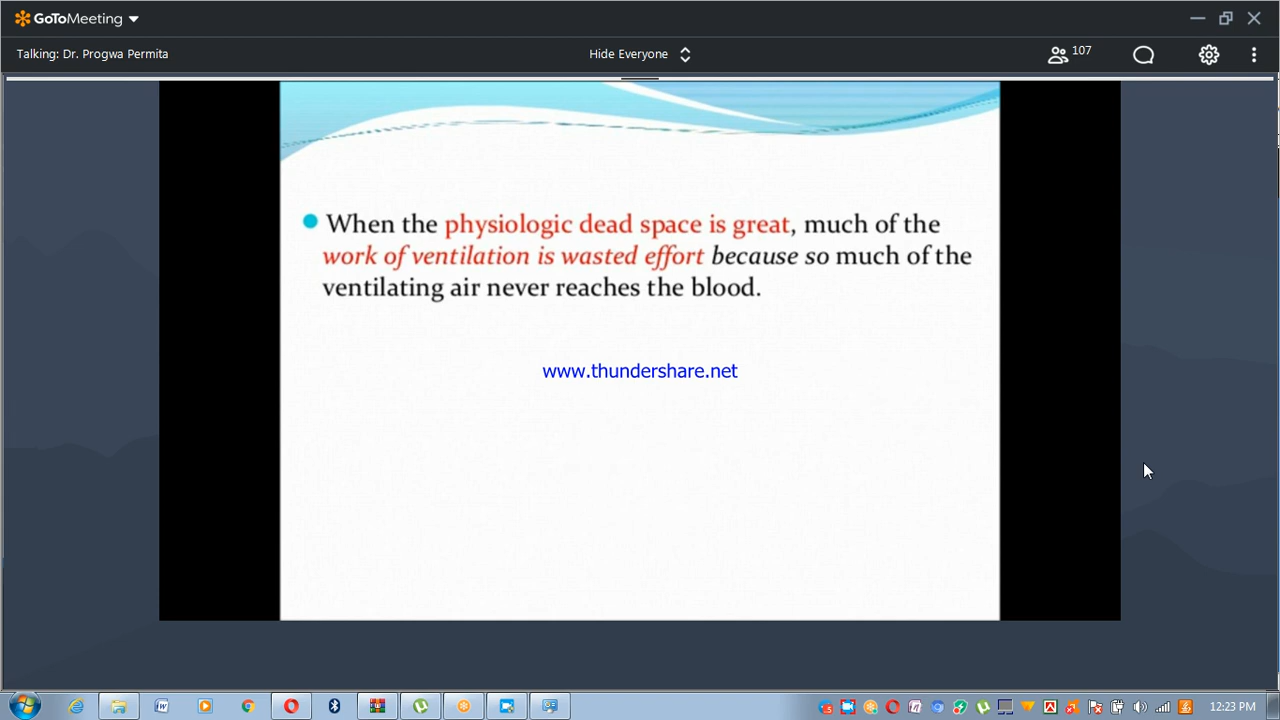 GoToMeeting
Talking: Dr. Progwa Permita
Hide Everyone
107
When the physiologic dead space is great, much of the
work of ventilation is wasted effort because so much of the
ventilating air never reaches the blood.
www.thundershare.net
12:23 PM